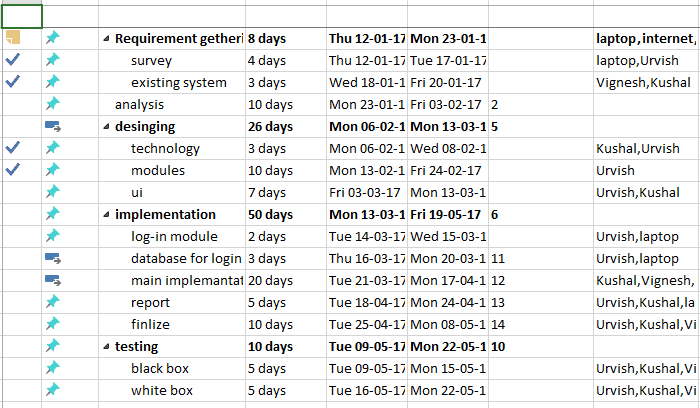 Requirement getheri 8 days Thu 12-01-17 Mon 23-01-1 laptop,internet,
survey 4 days Thu 12-01-17 Tue 17-01-17 laptop,Urvish
existing system 3 days Wed 18-01-1 Fri 20-01-17 Vignesh,Kushal
analysis 10 days Mon 23-01-1 Fri 03-02-17 2
desinging 26 days Mon 06-02-1 Mon 13-03-1 5
technology 3 days Mon 06-02-1 Wed 08-02-1 Kushal,Urvish
modules 10 days Mon 13-02-1 Fri 24-02-17 Urvish
ui 7 days Fri 03-03-17 Mon 13-03-1 Urvish,Kushal
implementation 50 days Mon 13-03-1 Fri 19-05-17 6
log-in module 2 days Tue 14-03-17 Wed 15-03-1 Urvish,laptop
database for login 3 days Thu 16-03-17 Mon 20-03-1 11 Urvish,laptop
main implemantat 20 days Tue 21-03-17 Mon 17-04-1 12 Kushal,Vignesh,
report 5 days Tue 18-04-17 Mon 24-04-1 13 Urvish,Kushal,la
finlize 10 days Tue 25-04-17 Mon 08-05-1 14 Urvish,Kushal,Vi
testing 10 days Tue 09-05-17 Mon 22-05-1 10
black box 5 days Tue 09-05-17 Mon 15-05-1 Urvish,Kushal,Vi
white box 5 days Tue 16-05-17 Mon 22-05-1 Urvish,Kushal,Vi